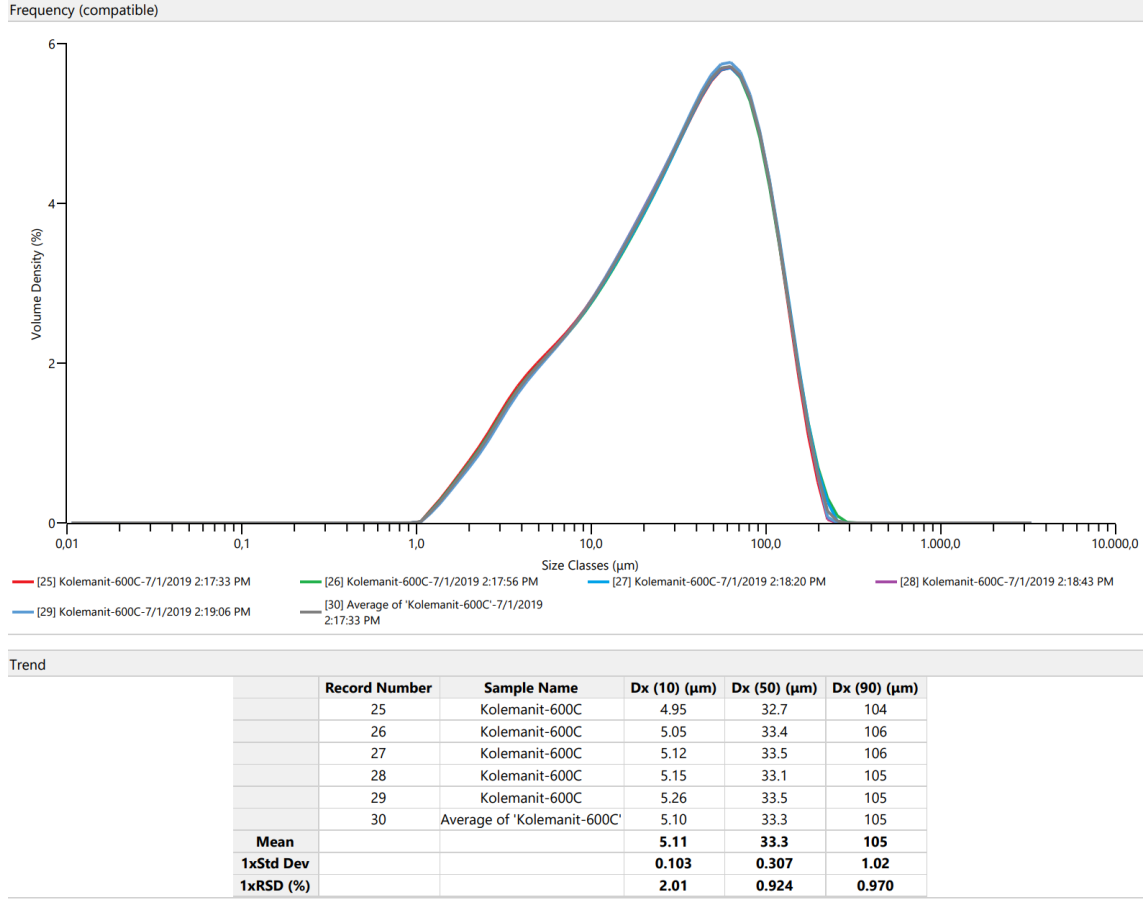 Frequency (compatible)
6
4
2
0
Volume Density (%)
0,01 0,1 1,0 10,0 100,0 1.000,0 10.000,0
Size Classes (µm)
[25] Kolemanit-600C-7/1/2019 2:17:33 PM [26] Kolemanit-600C-7/1/2019 2:17:56 PM [27] Kolemanit-600C-7/1/2019 2:18:20 PM [28] Kolemanit-600C-7/1/2019 2:18:43 PM
[29] Kolemanit-600C-7/1/2019 2:19:06 PM [30] Average of 'Kolemanit-600C'-7/1/2019
2:17:33 PM
Trend
Record Number Sample Name Dx (10) (µm) Dx (50) (µm) Dx (90) (µm)
25 Kolemanit-600C 4.95 32.7 104
26 Kolemanit-600C 5.05 33.4 106
27 Kolemanit-600C 5.12 33.5 106
28 Kolemanit-600C 5.15 33.1 105
29 Kolemanit-600C 5.26 33.5 105
30 Average of 'Kolemanit-600C' 5.10 33.3 105
Mean 5.11 33.3 105
1xStd Dev 0.103 0.307 1.02
1xRSD (%) 2.01 0.924 0.970